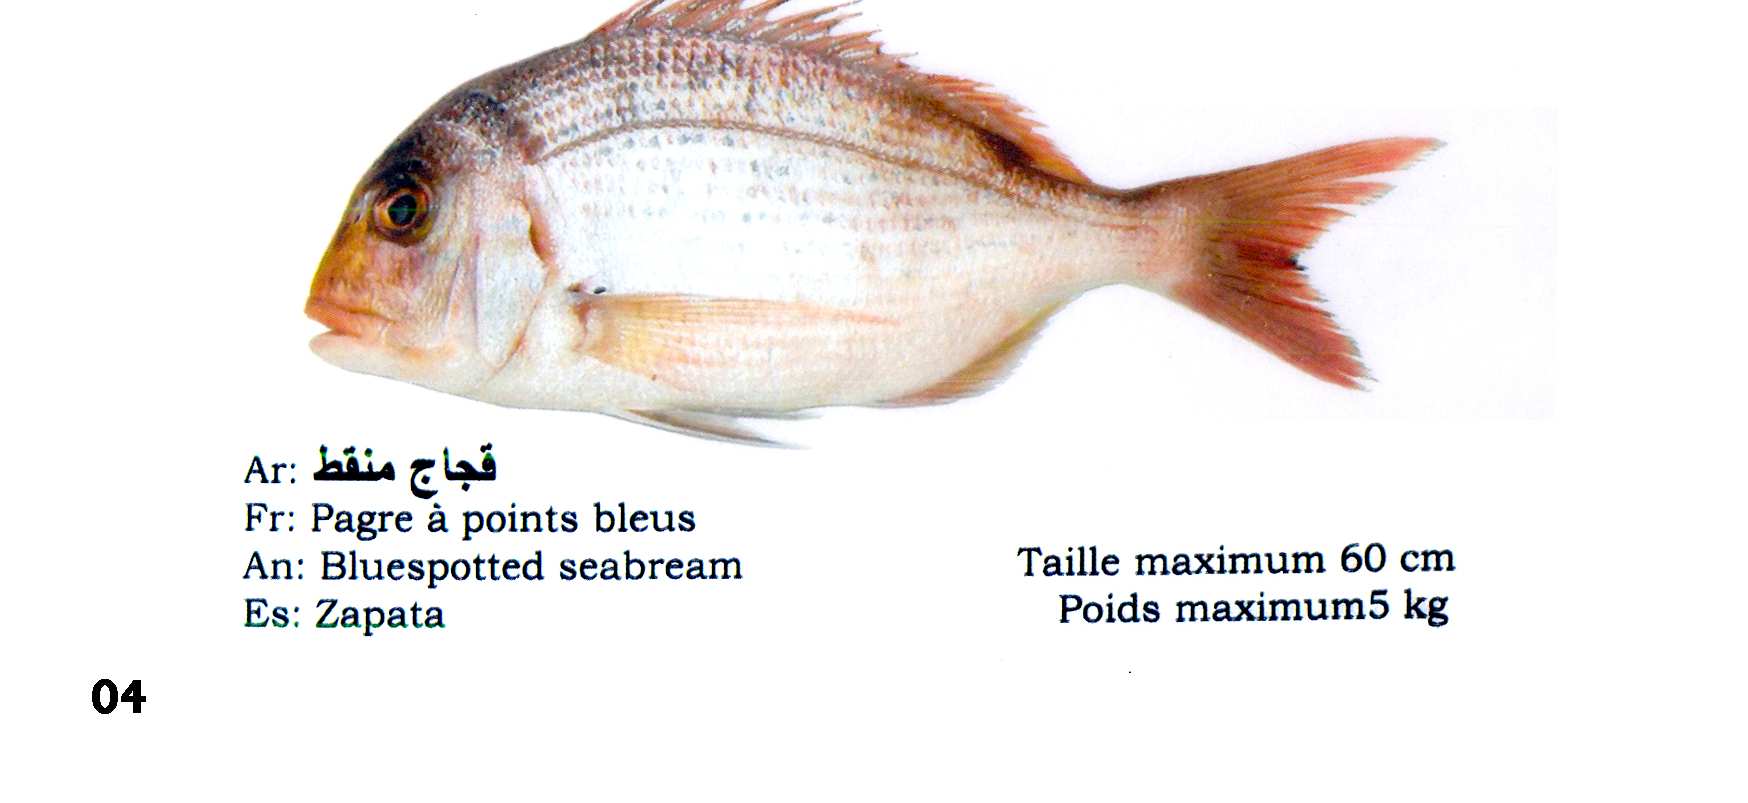 Ar: قجاج منقط
Fr: Pagre à points bleus
An: Bluespotted seabream
Es: Zapata
Taille maximum 60 cm
Poids maximum5 kg
04